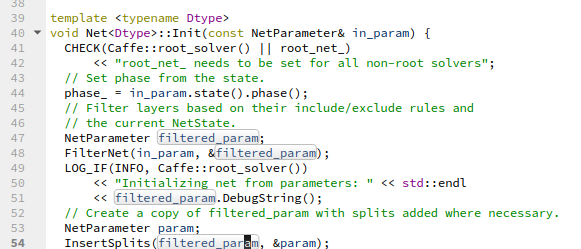 38
39 template <typename Dtype>
40 void Net<Dtype>::Init(const NetParameter& in_param) {
41   CHECK(Caffe::root_solver() || root_net_)
42       << "root_net_ needs to be set for all non-root solvers";
43   // Set phase from the state.
44   phase_ = in_param.state().phase();
45   // Filter layers based on their include/exclude rules and
46   // the current NetState.
47   NetParameter filtered_param;
48   FilterNet(in_param, &filtered_param);
49   LOG_IF(INFO, Caffe::root_solver())
50       << "Initializing net from parameters: " << std::endl
51       << filtered_param.DebugString();
52   // Create a copy of filtered_param with splits added where necessary.
53   NetParameter param;
54   InsertSplits(filtered_param, &param);